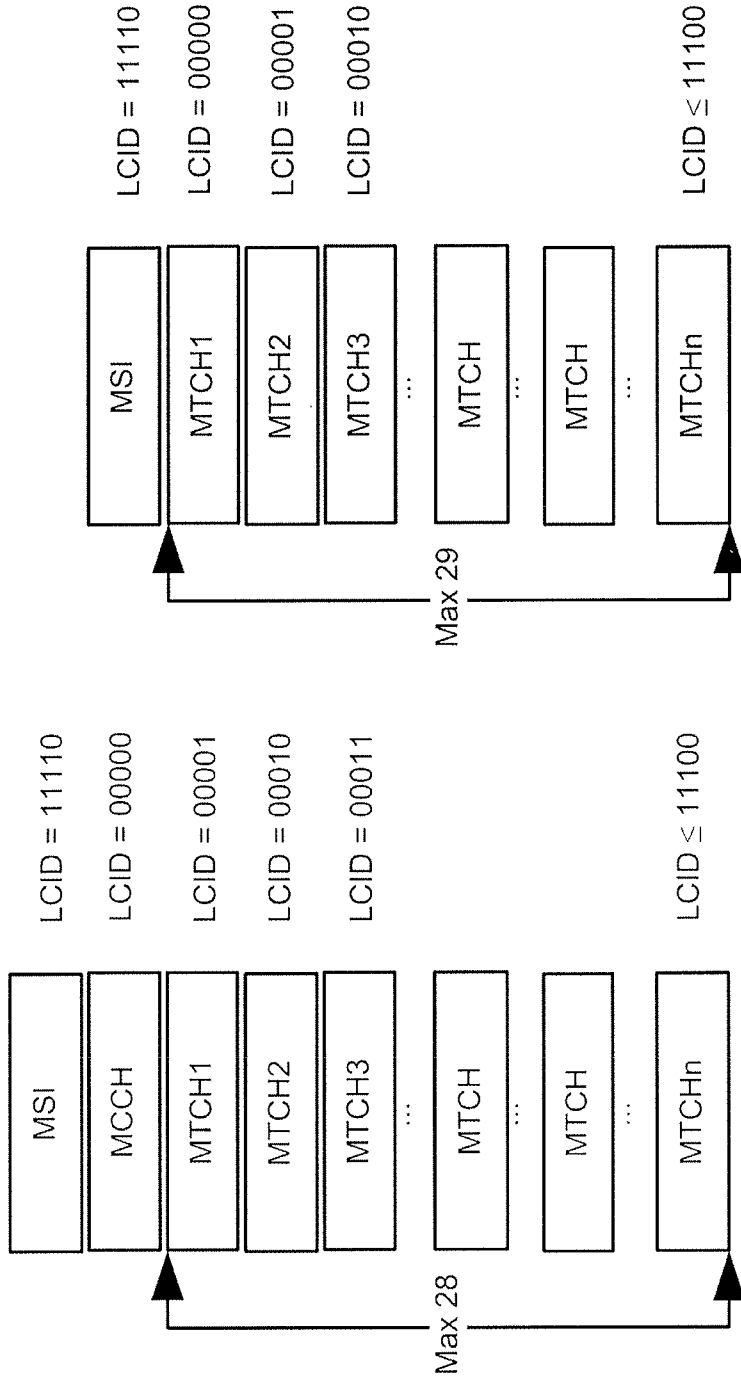 MSI LCID = 11110
MCCH LCID = 00000
MTCH1 LCID = 00001
MTCH2 LCID = 00010
MTCH3 LCID = 00011
...
Max 28
MTCH
...
MTCH
...
MTCHn LCID ≤ 11100
MSI LCID = 11110
MTCH1 LCID = 00000
MTCH2 LCID = 00001
MTCH3 LCID = 00010
...
Max 29
MTCH
...
MTCH
...
MTCHn LCID ≤ 11100